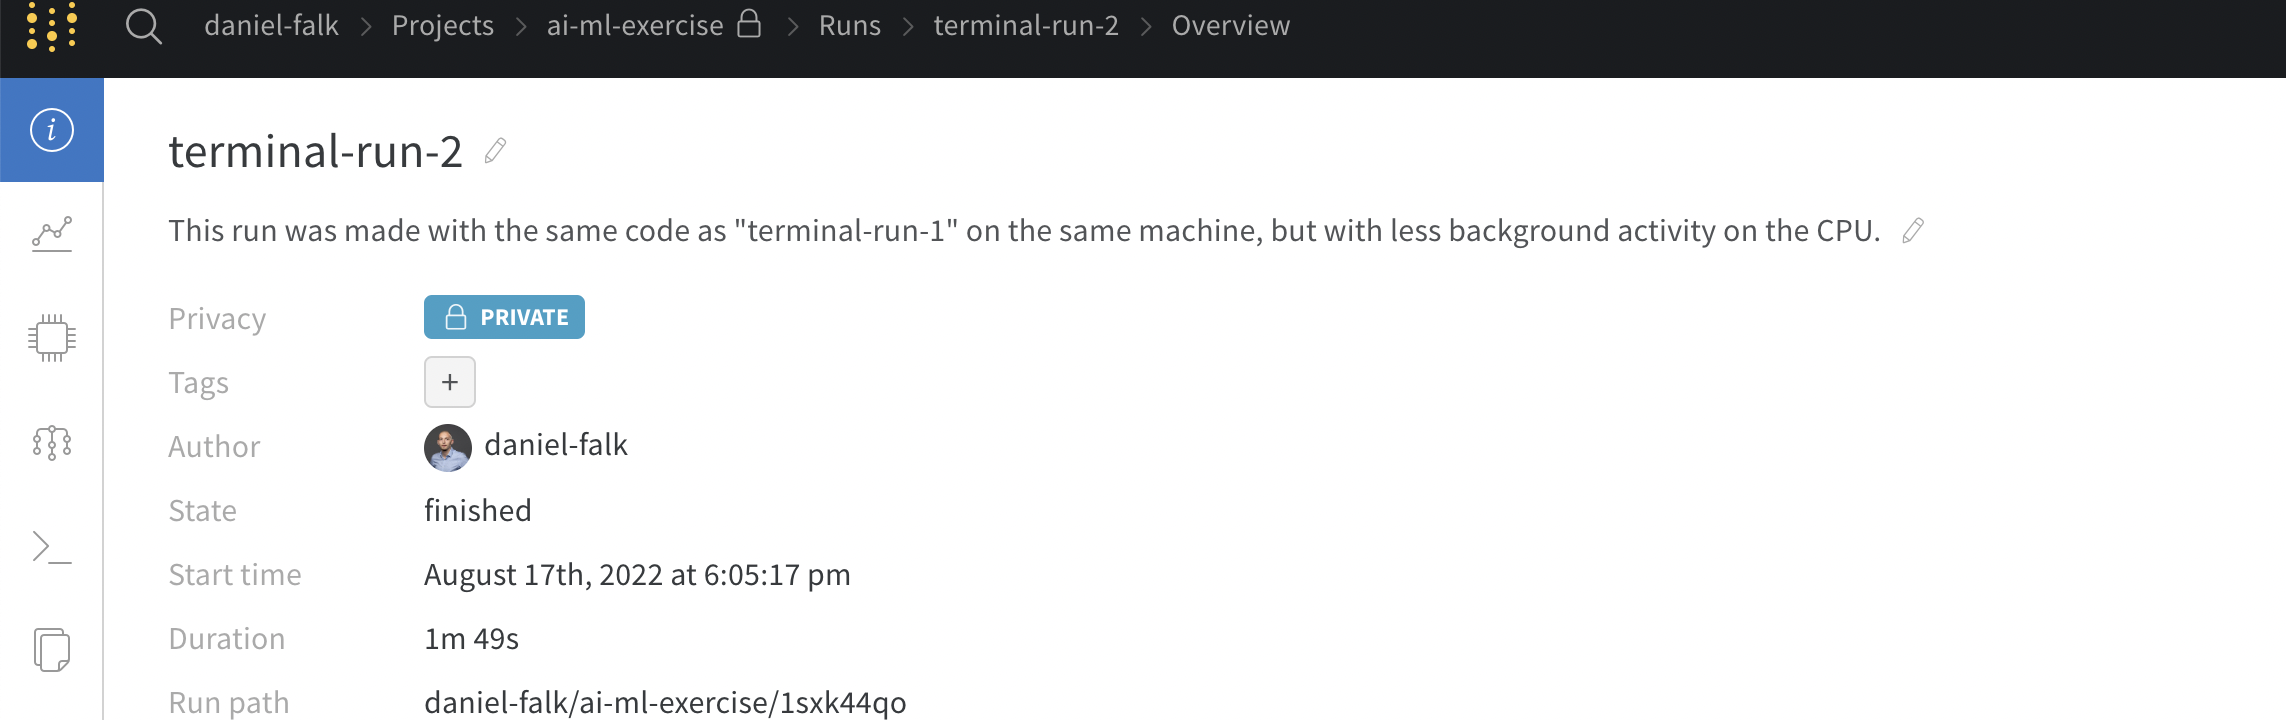 daniel-falk > Projects > ai-ml-exercise > Runs > terminal-run-2 > Overview
terminal-run-2
This run was made with the same code as "terminal-run-1" on the same machine, but with less background activity on the CPU.
Privacy PRIVATE
Tags +
Author daniel-falk
State finished
Start time August 17th, 2022 at 6:05:17 pm
Duration 1m 49s
Run path daniel-falk/ai-ml-exercise/1sxk44qo